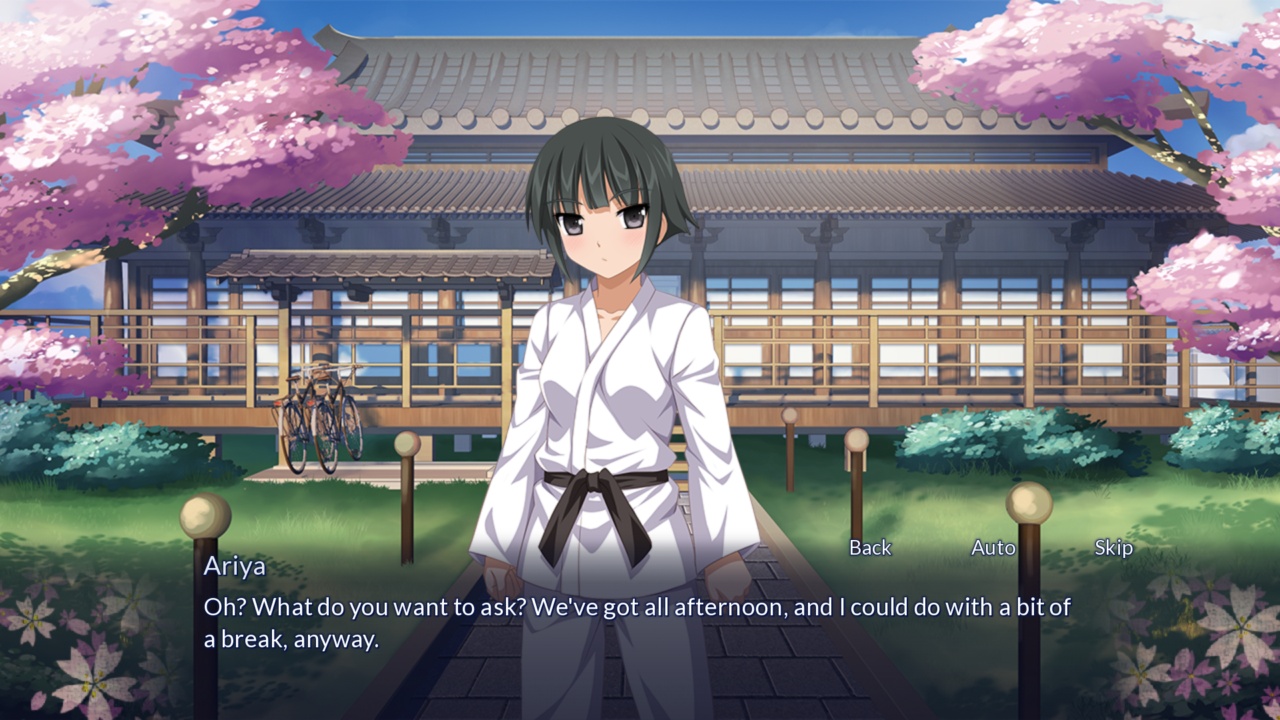 Back
Auto
Skip
Ariya
Oh? What do you want to ask? We've got all afternoon, and I could do with a bit of
a break, anyway.